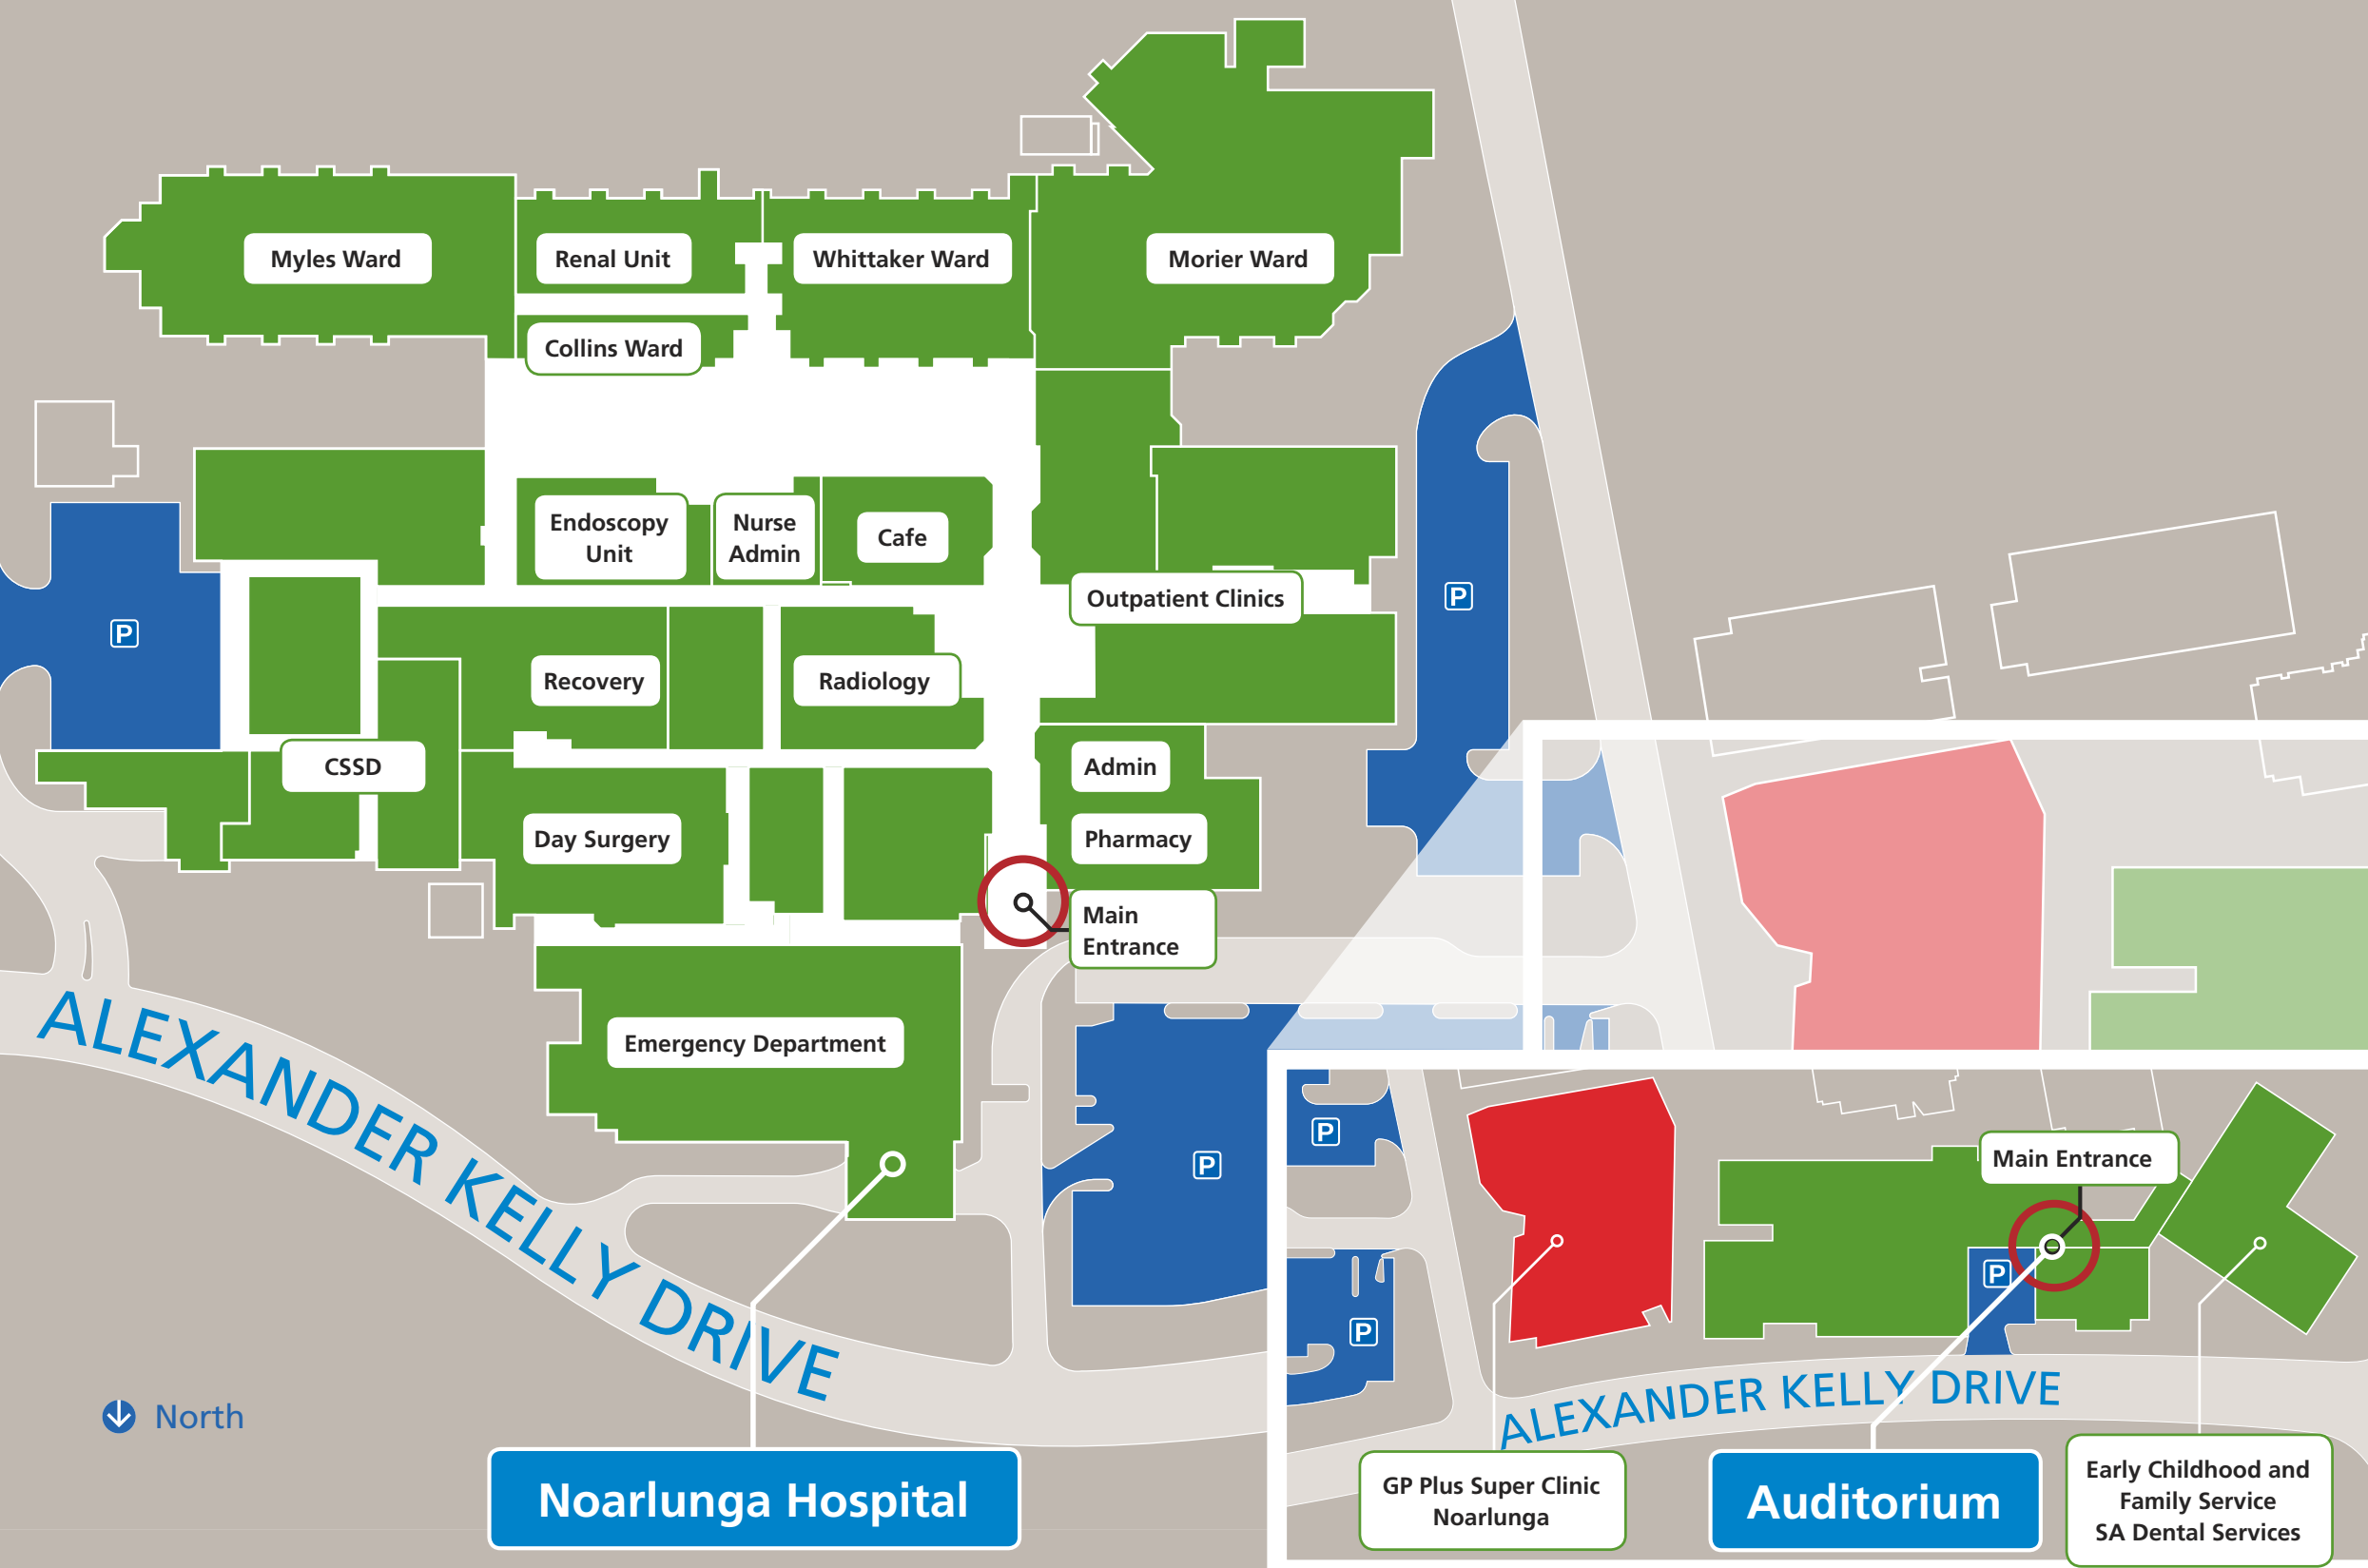 Myles Ward
Renal Unit
Whittaker Ward
Morier Ward
Collins Ward
Endoscopy
Unit
Nurse
Admin
Cafe
Outpatient Clinics
P
P
Recovery
Radiology
CSSD
Admin
Day Surgery
Pharmacy
Main
Entrance
Emergency Department
P
ALEXANDER KELLY DRIVE
North
Noarlunga Hospital
P
P
Main Entrance
P
ALEXANDER KELLY DRIVE
GP Plus Super Clinic
Noarlunga
Auditorium
Early Childhood and
Family Service
SA Dental Services